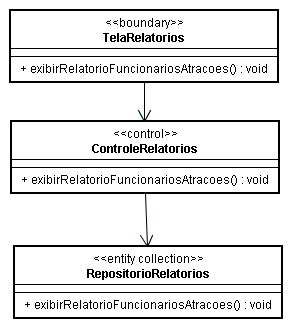 <<boundary>>
TelaRelatorios
+ exibirRelatorioFuncionariosAtracoes() : void
<<control>>
ControleRelatorios
+ exibirRelatorioFuncionariosAtracoes() : void
<<entity collection>>
RepositorioRelatorios
+ exibirRelatorioFuncionariosAtracoes() : void